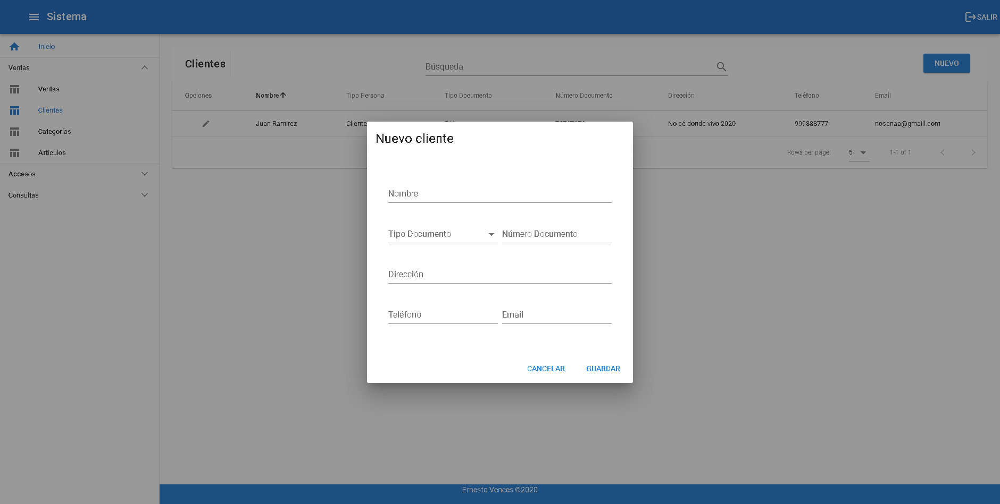 Sistema
SALIR
Inicio
Ventas
Ventas
Clientes
Categorías
Artículos
Accesos
Consultas
Clientes
Búsqueda
NUEVO
Opciones Nombre Tipo Persona Tipo Documento Número Documento Dirección Teléfono Email
Juan Ramirez Cliente No sé donde vivo 2020 999888777 nosenaa@gmaill.com
Rows per page: 5 1-1 of 1
Nuevo cliente
Nombre
Tipo Documento Número Documento
Dirección
Teléfono Email
CANCELAR GUARDAR
Ernesto Vences ©2020